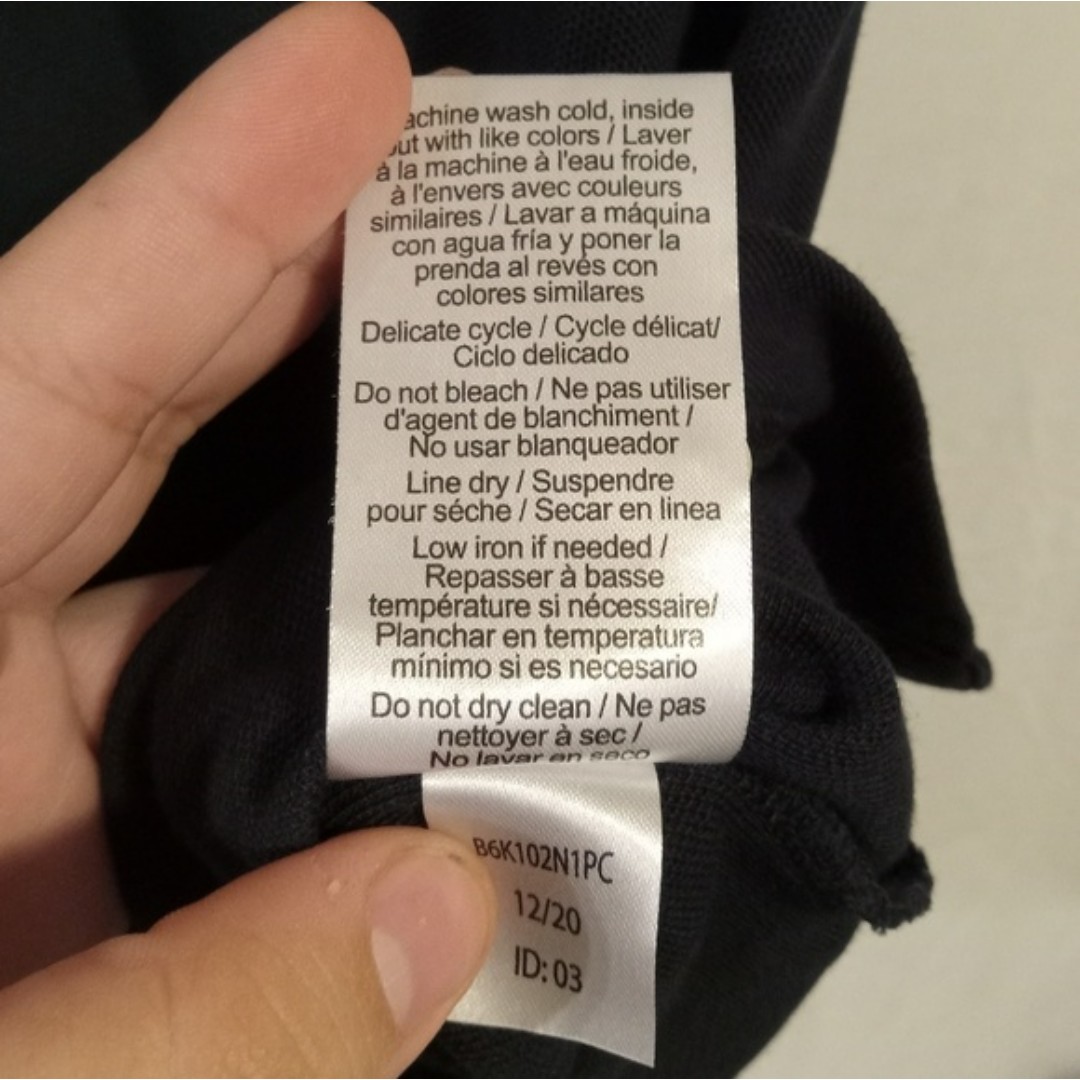 achine wash cold, inside
out with like colors / Laver
à la machine à l'eau froide,
à l'envers avec couleurs
similaires / Lavar a máquina
con agua fría y poner la
prenda al revés con
colores similares
Delicate cycle / Cycle délicat/
Ciclo delicado
Do not bleach / Ne pas utiliser
d'agent de blanchiment /
No usar blanqueador
Line dry / Suspendre
pour séche / Secar en linea
Low iron if needed /
Repasser à basse
température si nécessaire/
Planchar en temperatura
mínimo si es necesario
Do not dry clean / Ne pas
nettoyer à sec /
No lavar en seco
B6K102N1PC
12/20
ID: 03